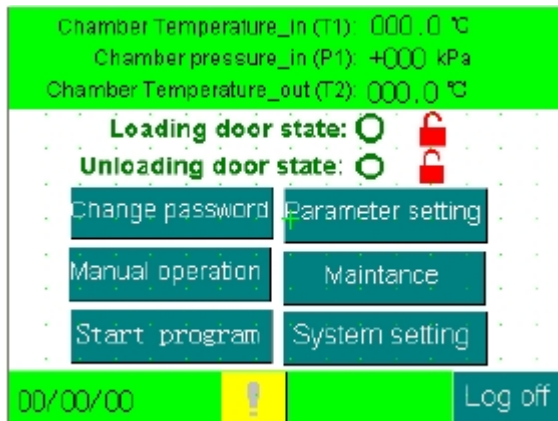 Chamber Temperature_in (T1): 000.0 ℃
Chamber pressure_in (P1): +000 kPa
Chamber Temperature_out (T2): 000.0 ℃
Loading door state:
Unloading door state:
Change password Parameter setting
Manual operation Maintance
Start program System setting
00/00/00 Log off